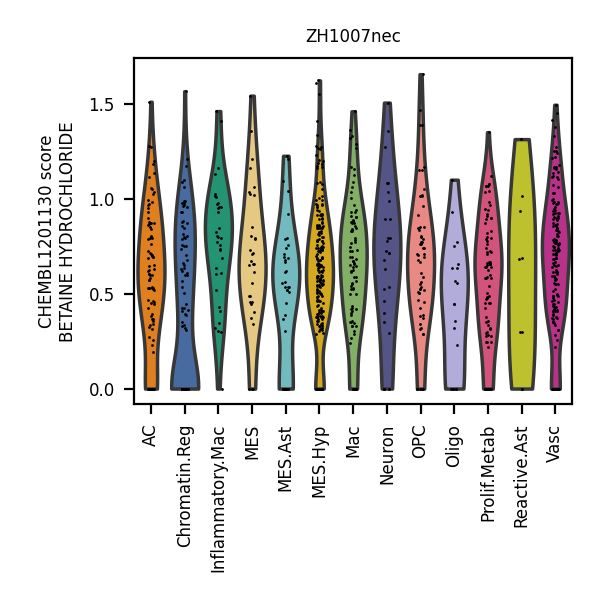 ZH1007nec
CHEMBL1201130 score
BETAINE HYDROCHLORIDE
1.5
1.0
0.5
0.0
AC
Chromatin.Reg
Inflammatory.Mac
MES
MES.Ast
MES.Hyp
Mac
Neuron
OPC
Oligo
Prolif.Metab
Reactive.Ast
Vasc